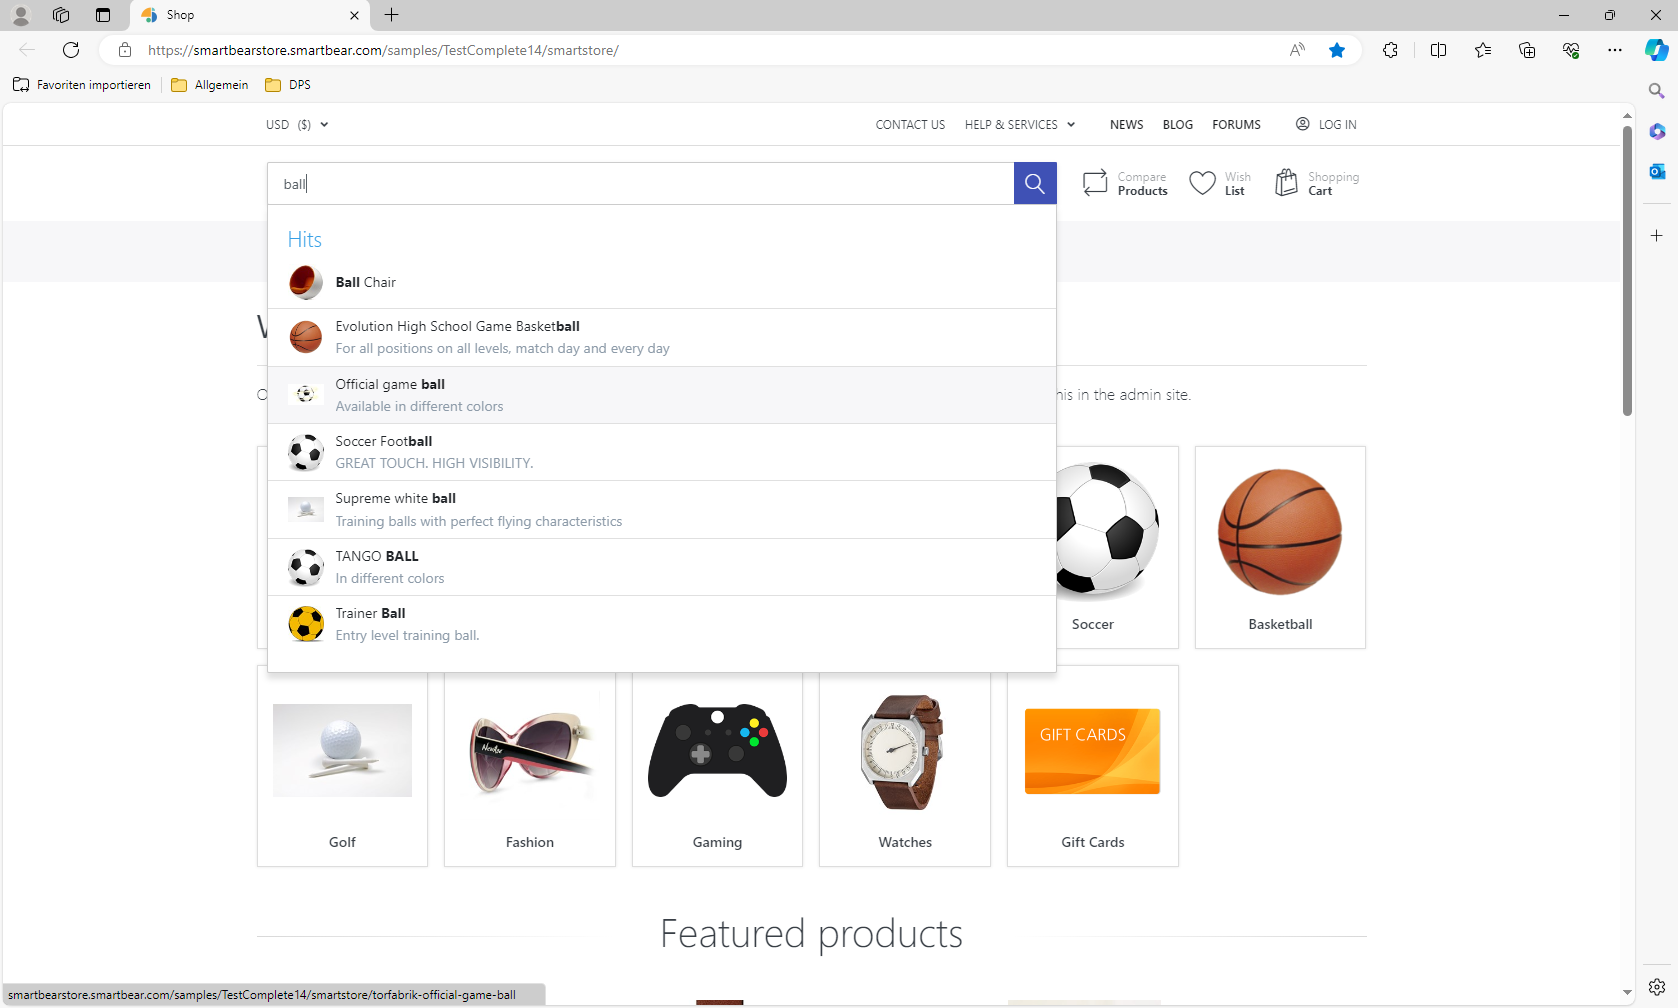 Shop
https://smartbearstore.smartbear.com/samples/TestComplete14/smartstore/
Favoriten importieren
Allgemein
DPS
USD ($)
CONTACT US
HELP & SERVICES
NEWS
BLOG
FORUMS
LOG IN
ball
Compare
Products
Wish
List
Shopping
Cart
Hits
Ball Chair
Evolution High School Game Basketball
For all positions on all levels, match day and every day
Official game ball
Available in different colors
his in the admin site.
Soccer Football
GREAT TOUCH. HIGH VISIBILITY.
Supreme white ball
Training balls with perfect flying characteristics
TANGO BALL
In different colors
Trainer Ball
Entry level training ball.
Soccer
Basketball
GIFT CARDS
Golf
Fashion
Gaming
Watches
Gift Cards
Featured products
smartbearstore.smartbear.com/samples/TestComplete14/smartstore/torfabrik-official-game-ball